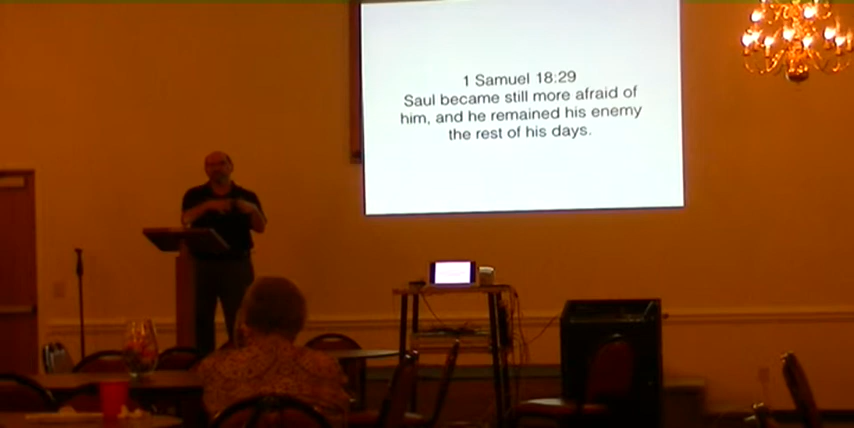 1 Samuel 18:29
Saul became still more afraid of
him, and he remained his enemy
the rest of his days.